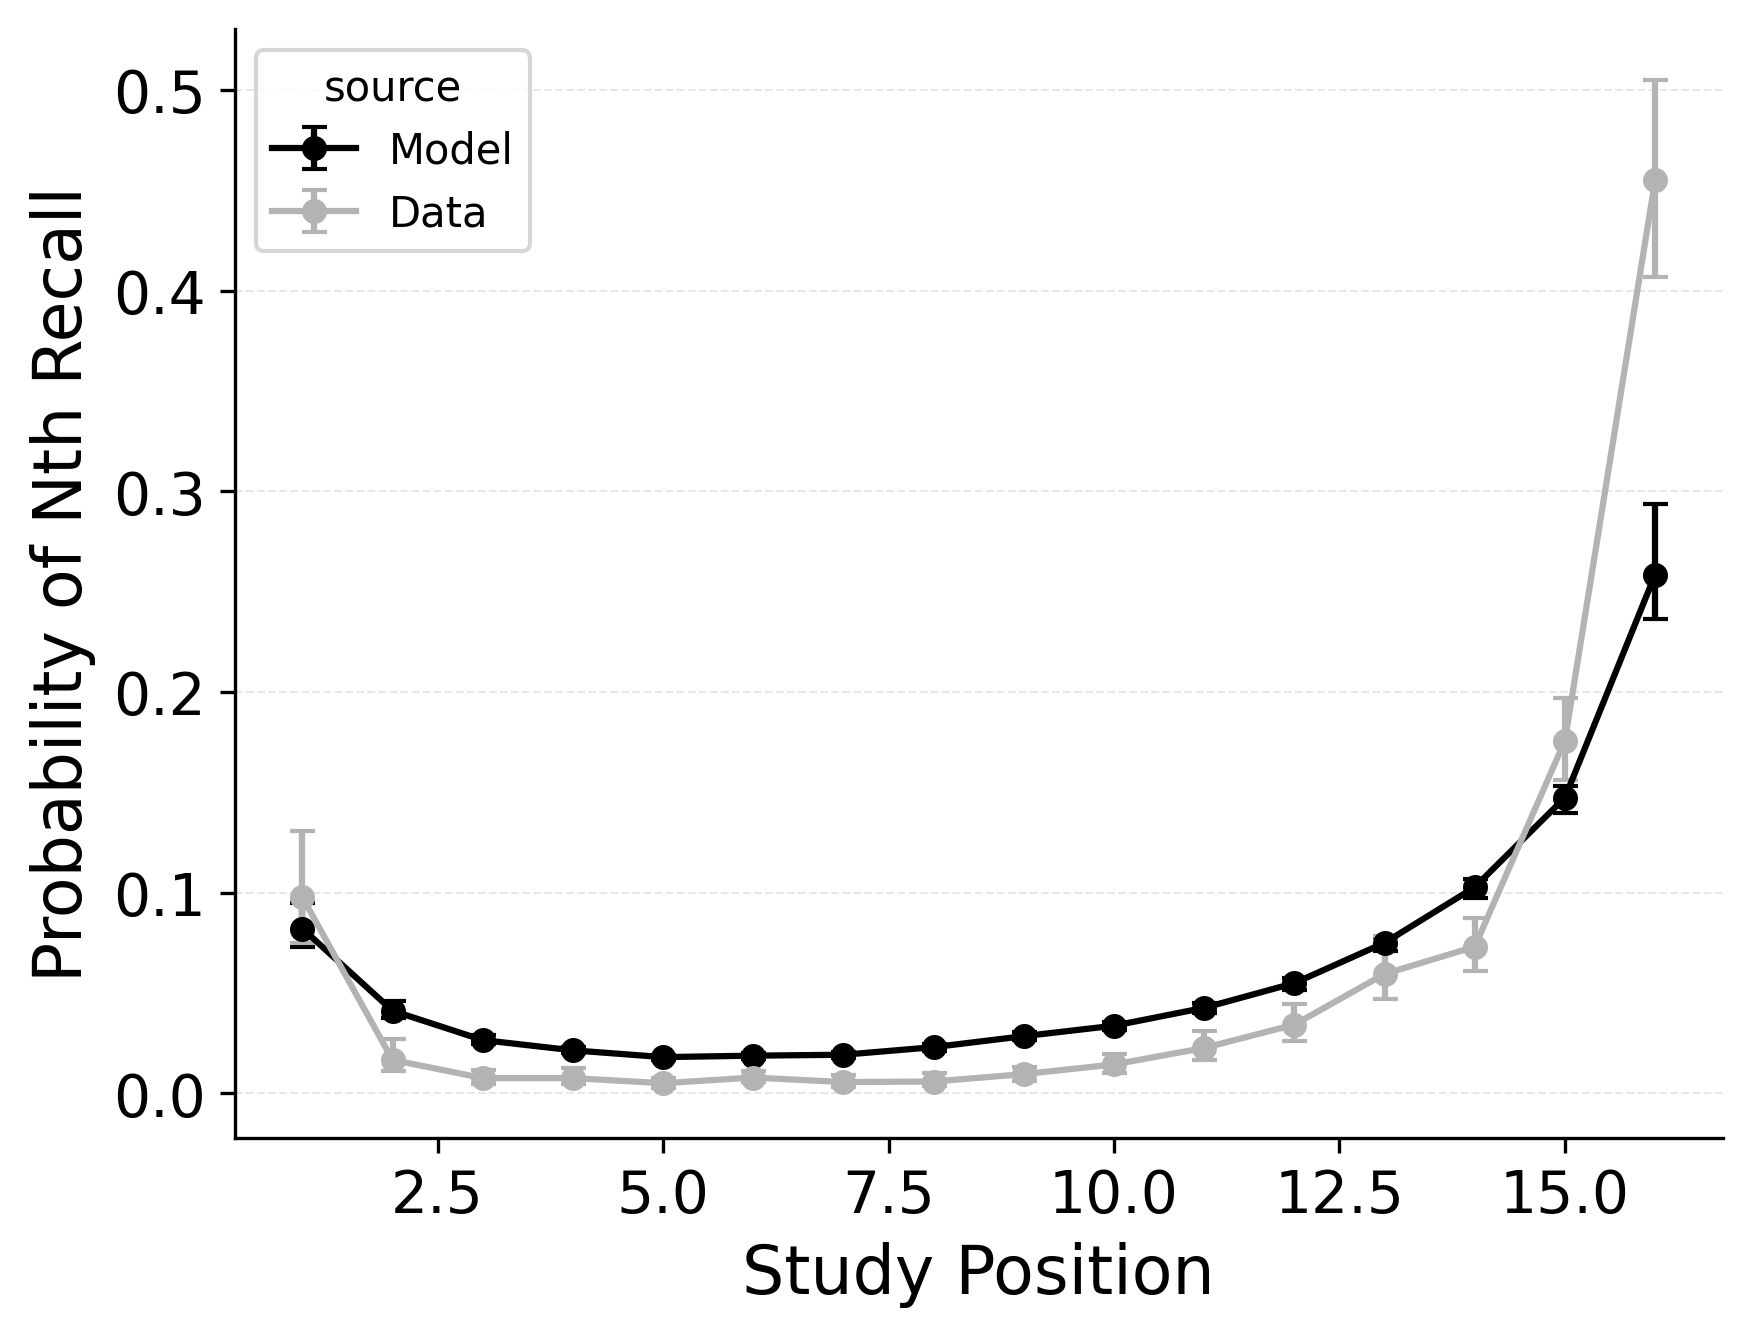 source
Model
Data
Probability of Nth Recall
0.5
0.4
0.3
0.2
0.1
0.0
2.5 5.0 7.5 10.0 12.5 15.0
Study Position